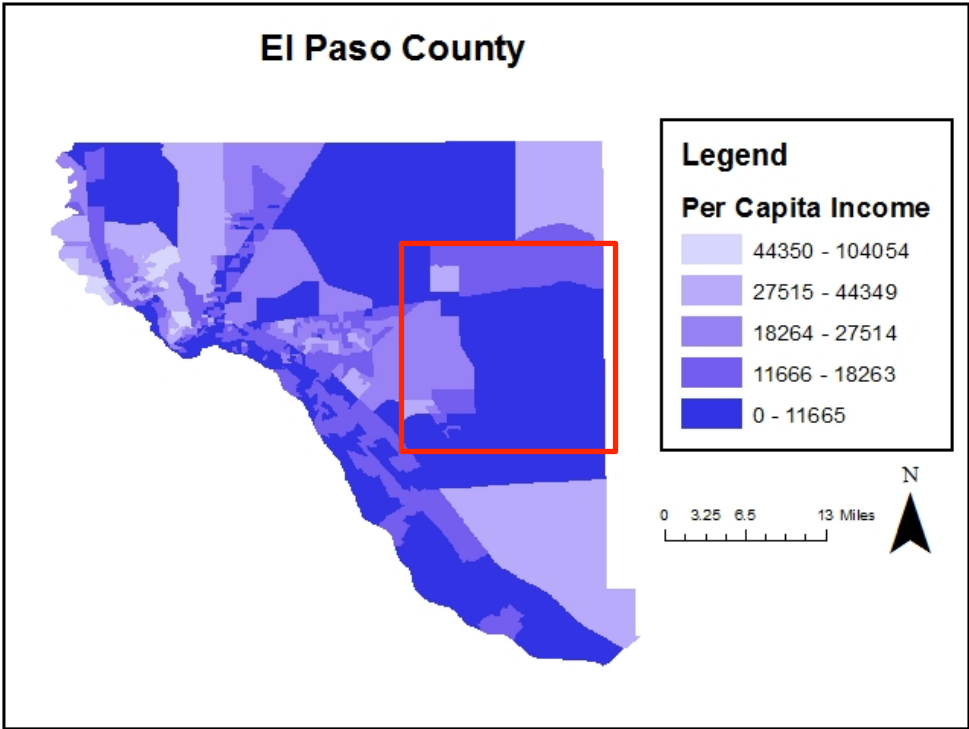 El Paso County
Legend
Per Capita Income
44350 - 104054
27515 - 44349
18264 - 27514
11666 - 18263
0 - 11665
N
0 3.25 6.5 13 Miles